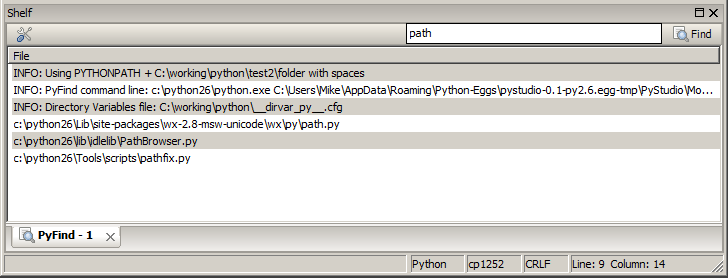 Shelf
path
Find
File
INFO: Using PYTHONPATH + C:\working\python\test2\folder with spaces
INFO: PyFind command line: c:\python26\python.exe C:\Users\Mike\AppData\Roaming\Python-Eggs\pystudio-0.1-py2.6.egg-tmp\PyStudio\Mo...
INFO: Directory Variables file: C:\working\python\__dirvar_py__.cfg
c:\python26\Lib\site-packages\wx-2.8-msw-unicode\wx\py\path.py
c:\python26\lib\idlelib\PathBrowser.py
c:\python26\Tools\scripts\pathfix.py
PyFind - 1
Python cp1252 CRLF Line: 9 Column: 14